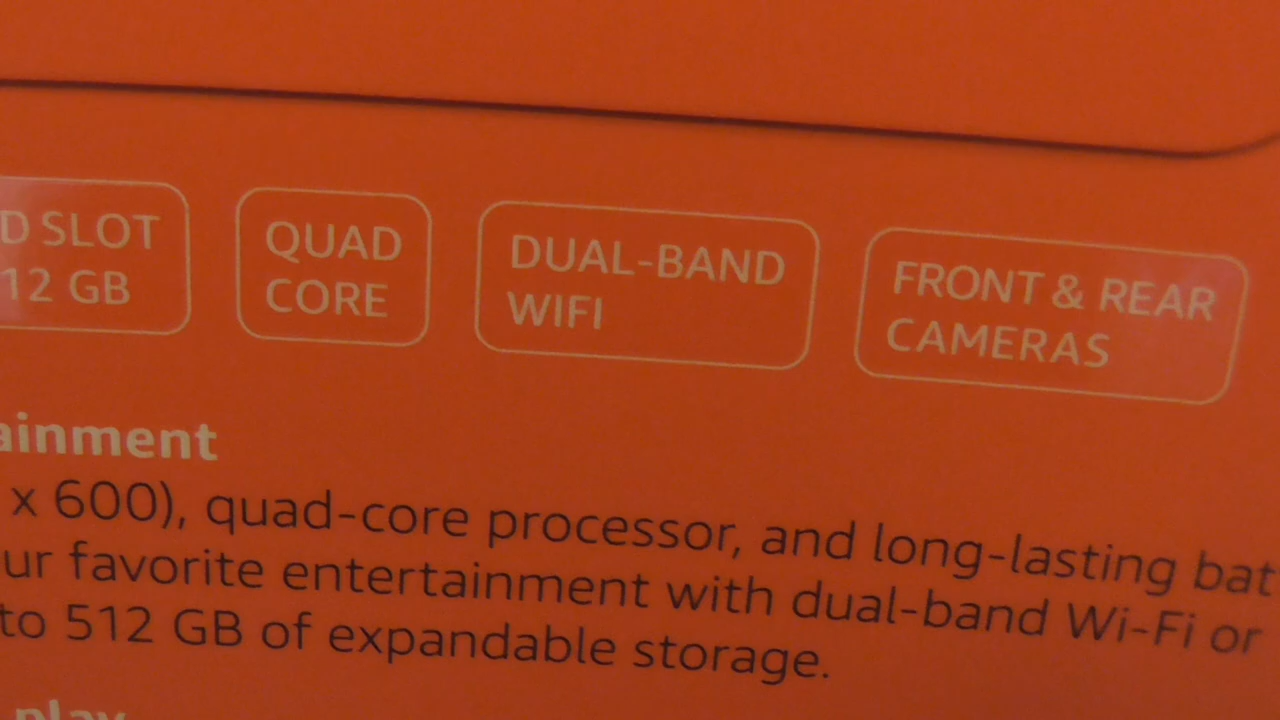 D SLOT
12 GB
QUAD
CORE
DUAL-BAND
WIFI
FRONT & REAR
CAMERAS
ainment
x 600), quad-core processor, and long-lasting bat
ur favorite entertainment with dual-band Wi-Fi or
to 512 GB of expandable storage.
play